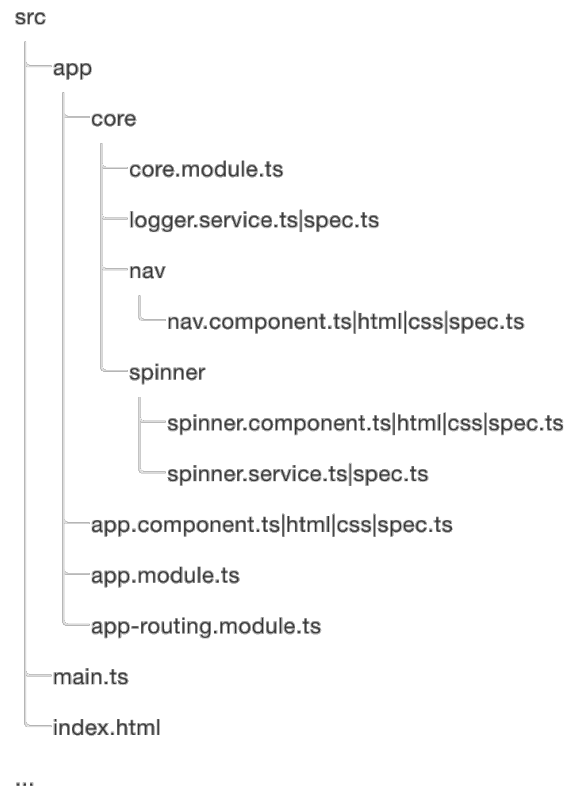 src
app
core
core.module.ts
logger.service.ts|spec.ts
nav
nav.component.ts|html|css|spec.ts
spinner
spinner.component.ts|html|css|spec.ts
spinner.service.ts|spec.ts
app.component.ts|html|css|spec.ts
app.module.ts
app-routing.module.ts
main.ts
index.html
...